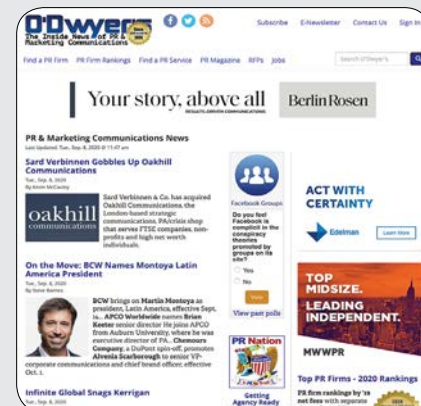 O'Dwyer's
The Inside News of PR &
Marketing Communications
Subscribe E-Newsletter Contact Us Sign In
Find a PR Firm PR Firm Rankings Find a PR Service PR Magazine RFPs Jobs
Search O'Dwyer's
Your story, above all
RESULTS-DRIVEN COMMUNICATIONS
BerlinRosen
PR & Marketing Communications News
Last Updated: Tue., Sep. 8, 2020 @ 11:47 am
Sard Verbinnen Gobbles Up Oakhill
Communications
Tue., Sep. 8, 2020
By Kevin McCauley
oakhill
communications
Sard Verbinnen & Co. has acquired
Oakhill Communications, the
London-based strategic
communications, PA/crisis shop
that serves FTSE companies, non-
profits and high net worth
individuals.
On the Move: BCW Names Montoya Latin
America President
Tue., Sep. 8, 2020
By Steve Barnes
BCW brings on Martin Montoya as
president, Latin America, effective Sept.
14... APCO Worldwide names Brian
Keeter senior director He joins APCO
from Auburn University, where he was
executive director of PA.. Chemours
Company, a DuPont spin-off, promotes
Alvenia Scarborough to senior VP-
corporate communications and chief brand officer, effective
Oct. 1.
Infinite Global Snags Kerrigan
Tue., Sep. 8, 2020
Facebook Groups
Do you feel
Facebook is
complicit in the
conspiracy
theories
promoted by
groups on its
site?
Yes
No
Vote
View past polls
PR Nation
Getting
Agency Ready
ACT WITH
CERTAINTY
Edelman
Learn More
TOP
MIDSIZE.
LEADING
INDEPENDENT.
MWWPR
Top PR Firms - 2020 Rankings
PR firm rankings by '19
net fees with separate